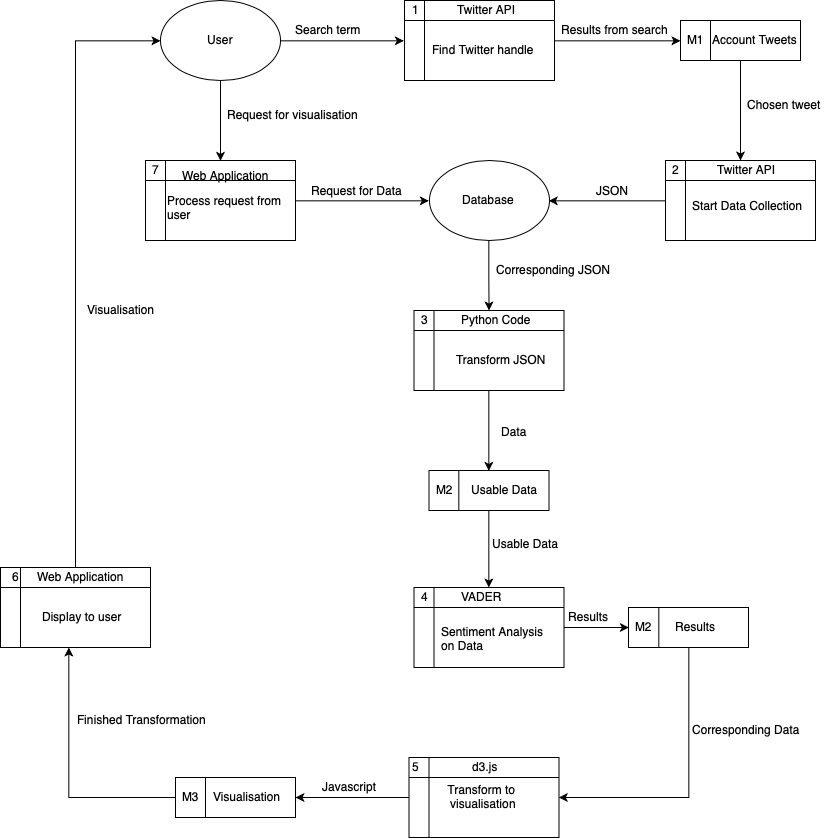 1
Twitter API
User
Search term
Find Twitter handle
Results from search
M1
Account Tweets
Chosen tweet
Request for visualisation
7
Web Application
Process request from
user
Request for Data
Database
JSON
2
Twitter API
Start Data Collection
Corresponding JSON
3
Python Code
Transform JSON
Visualisation
Data
M2
Usable Data
Usable Data
6
Web Application
Display to user
4
VADER
Sentiment Analysis
on Data
Results
M2
Results
Finished Transformation
Corresponding Data
5
d3.js
Transform to
visualisation
Javascript
M3
Visualisation